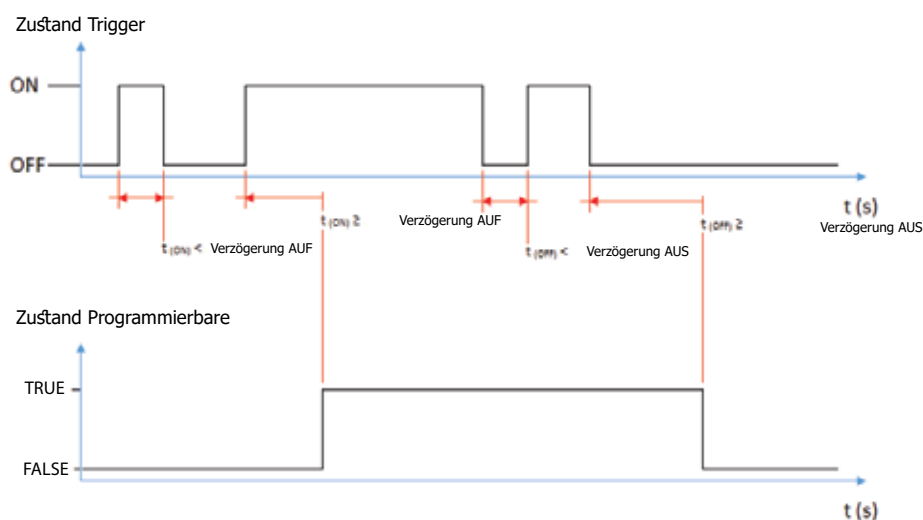 Zustand Trigger
ON
OFF
t (s)
t (ON) ≥ Verzögerung AUF
t (OFF) ≥ Verzögerung AUS
t (ON) < Verzögerung AUF
t (OFF) < Verzögerung AUS
Zustand Programmierbare
TRUE
FALSE
t (s)